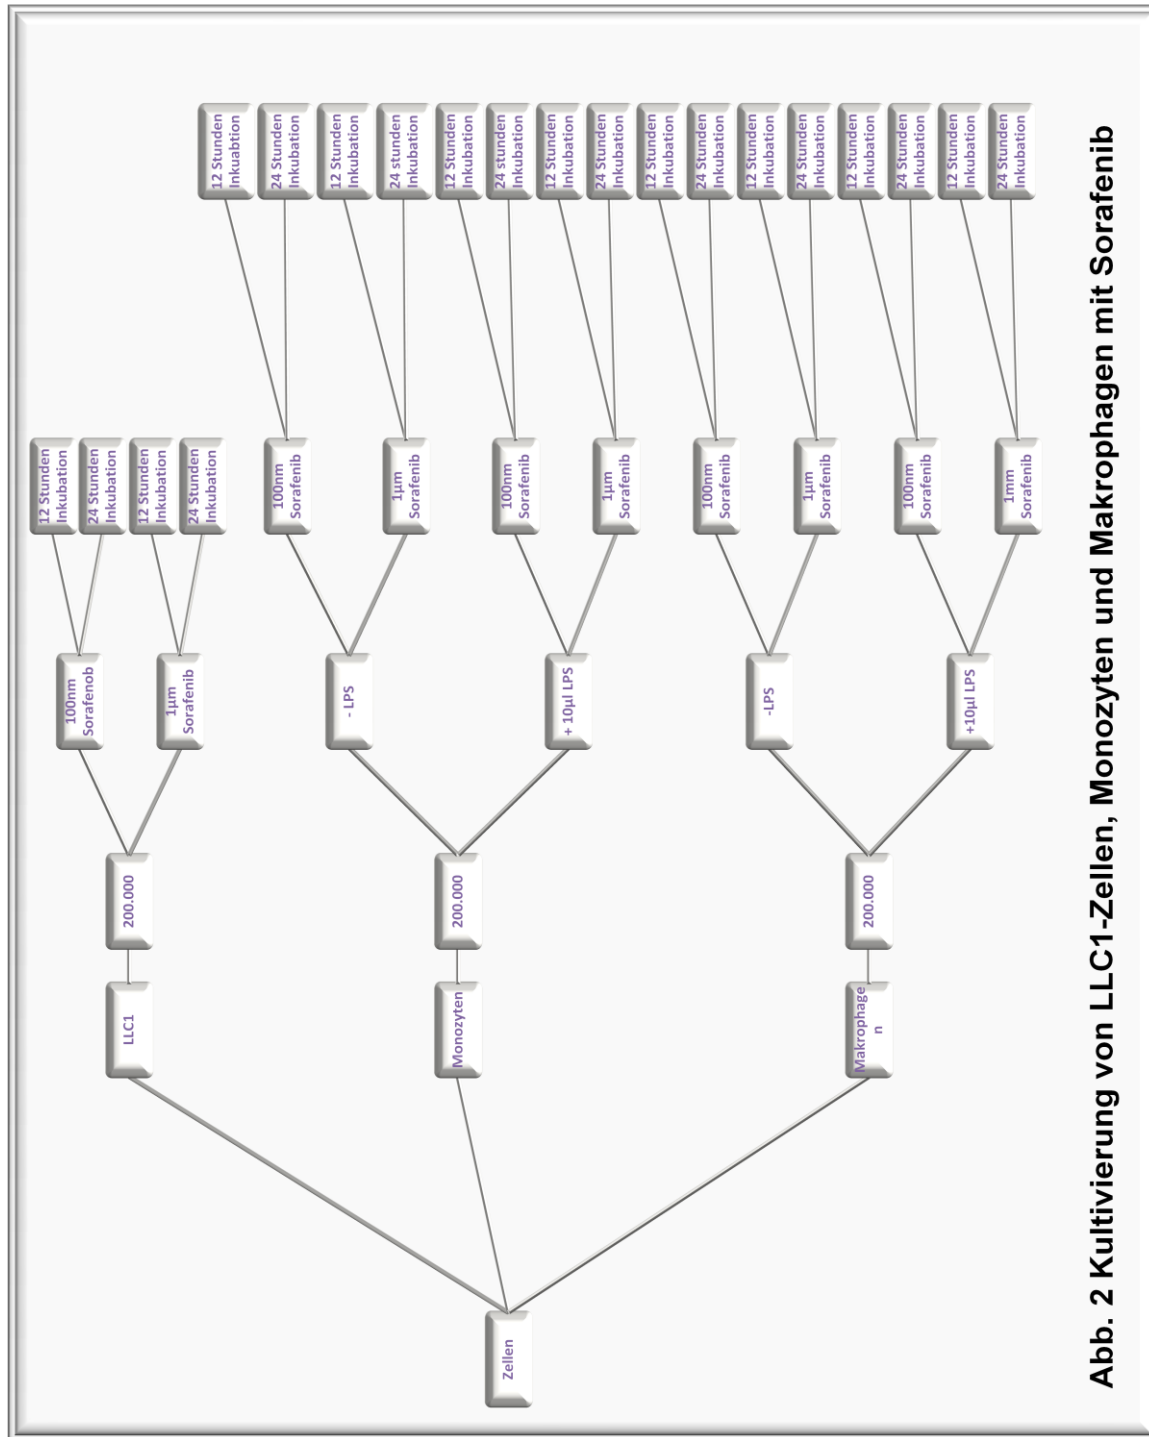 Zellen
LLC1
200.000
100nm
Sorafenob
12 Stunden
Inkubation
24 Stunden
Inkubation
1µm
Sorafenib
12 Stunden
Inkubation
24 Stunden
Inkubation
Monozyten
200.000
- LPS
100nm
Sorafenib
12 Stunden
Inkuabtion
24 Stunden
Inkubation
1µm
Sorafenib
12 Stunden
Inkubation
24 stunden
Inkubation
+ 10µl LPS
100nm
Sorafenib
12 Stunden
Inkubation
24 Stunden
Inkubation
1µm
Sorafenib
12 Stunden
Inkubation
24 Stunden
Inkubation
Makrophage
n
200.000
-LPS
100nm
Sorafenib
12 Stunden
Inkubation
24 Stunden
Inkubation
1µm
Sorafenib
12 Stunden
Inkubation
24 Stunden
Inkubation
+10µl LPS
100nm
Sorafenib
12 Stunden
Inkubation
24 Stunden
Inkubation
1mm
Sorafenib
12 Stunden
Inkubation
24 Stunden
Inkubation
Abb. 2 Kultivierung von LLC1-Zellen, Monozyten und Makrophagen mit Sorafenib